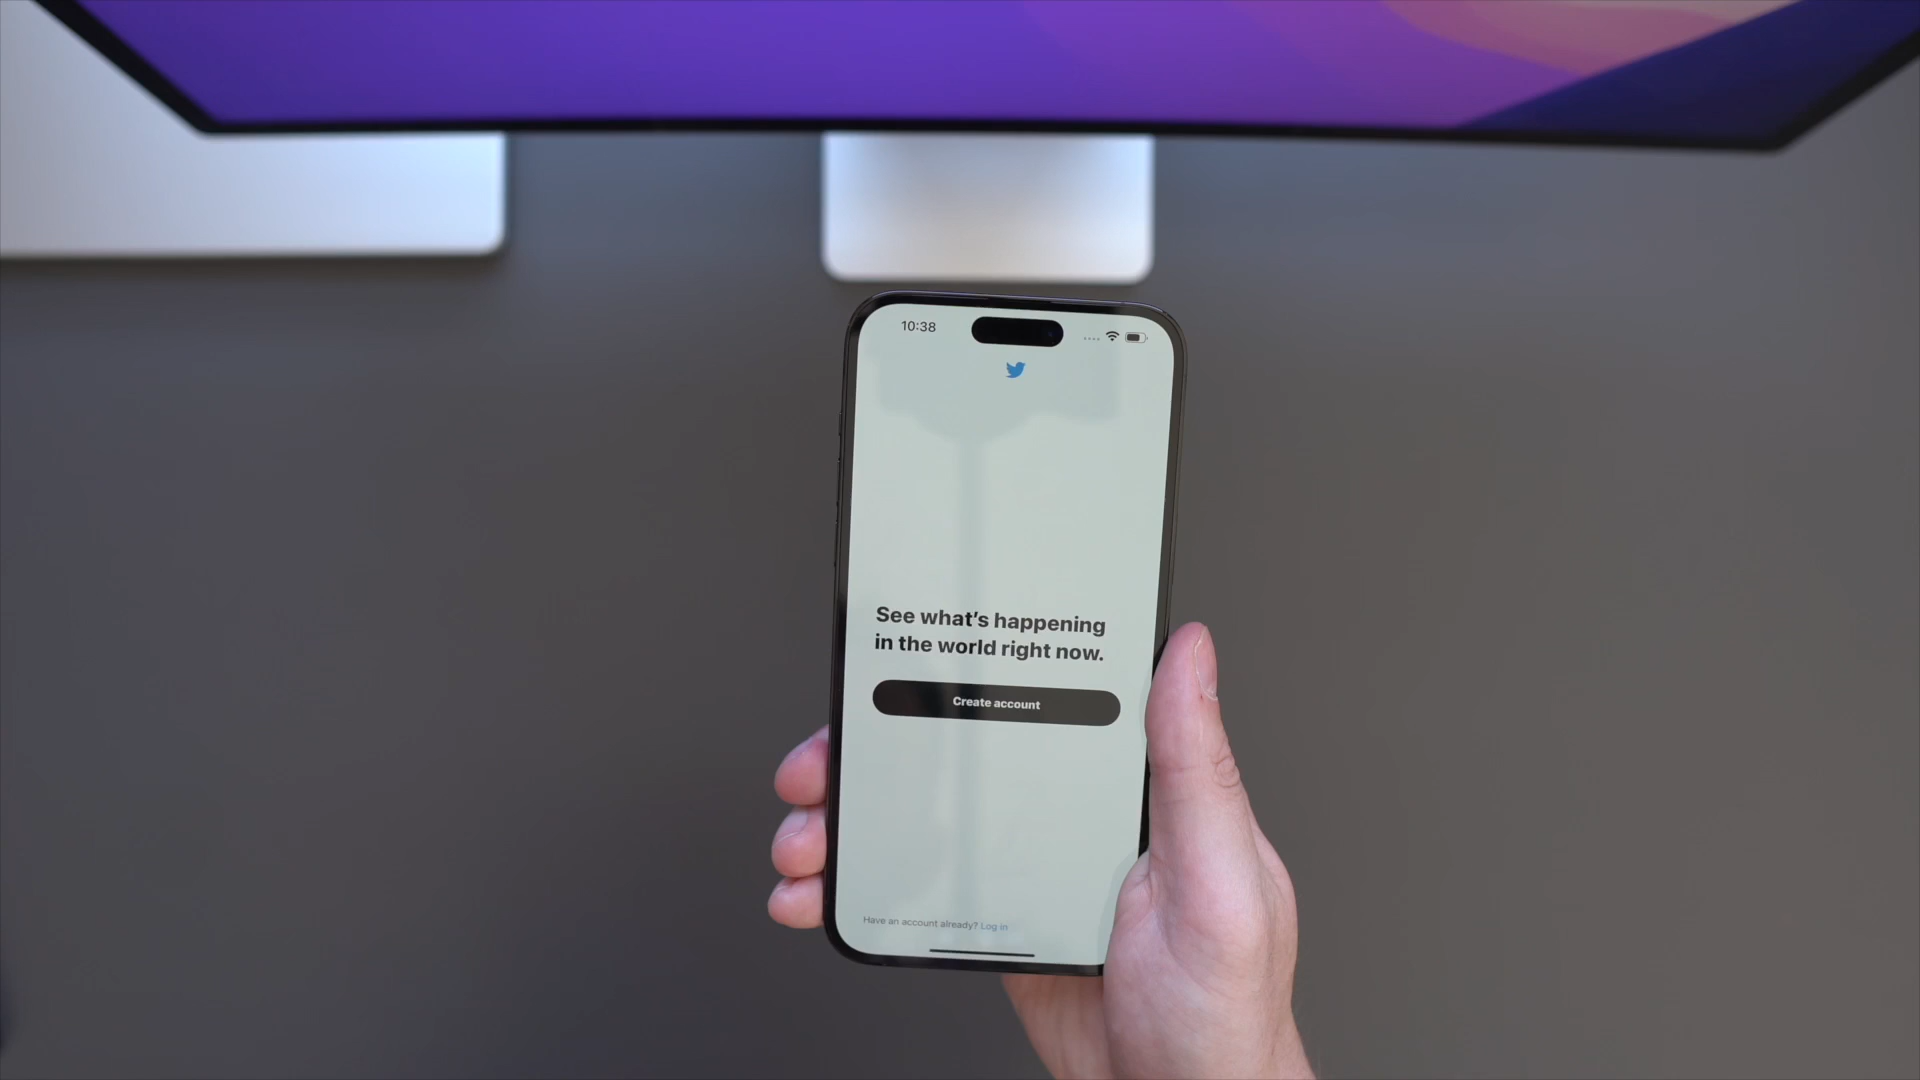 10:38
See what's happening
in the world right now.
Create account
Have an account already? Log in